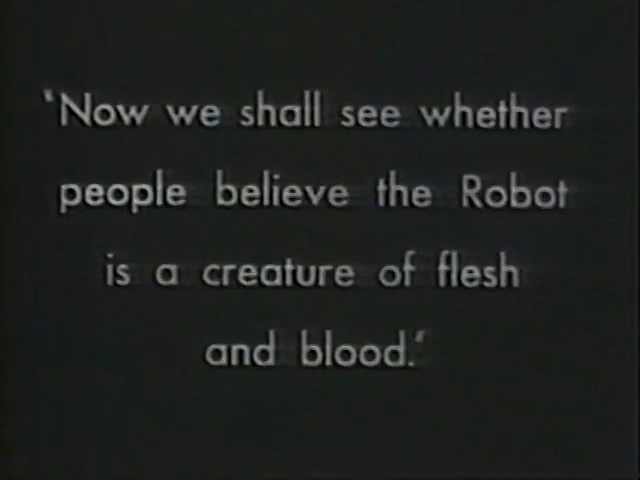 'Now we shall see whether
people believe the Robot
is a creature of flesh
and blood.'